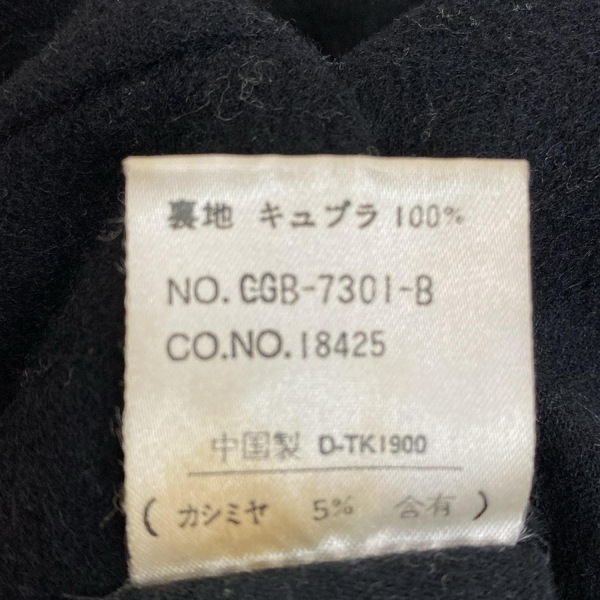 裏地 キュプラ 100%
NO. CGB-7301-B
CO.NO. 18425
中国製 D-TK1900
( カシミヤ 5% 含有 )